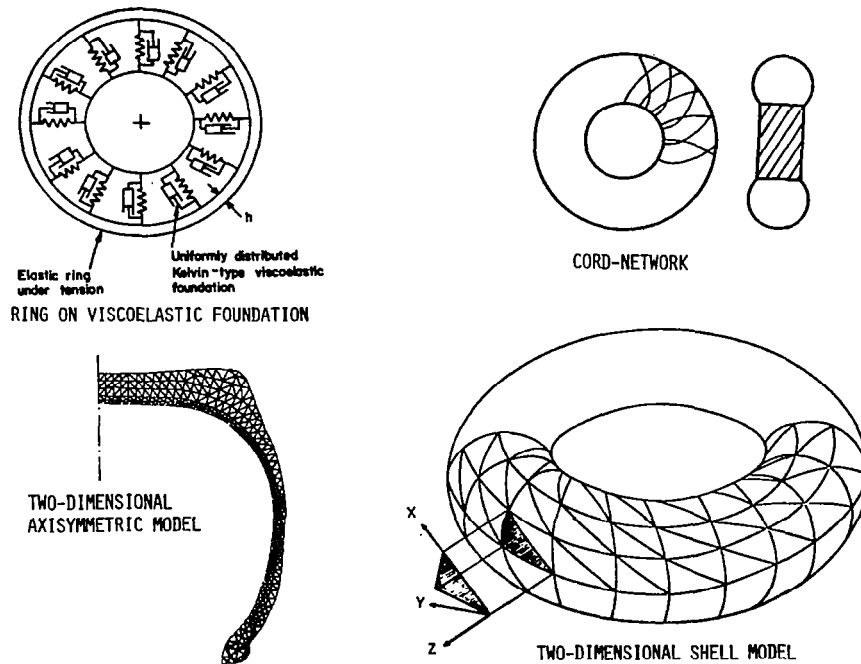 h
Elastic ring
under tension
Uniformly distributed
Kelvin-type viscoelastic
foundation
RING ON VISCOELASTIC FOUNDATION
CORD-NETWORK
TWO-DIMENSIONAL
AXISYMMETRIC MODEL
X
Y
Z
TWO-DIMENSIONAL SHELL MODEL